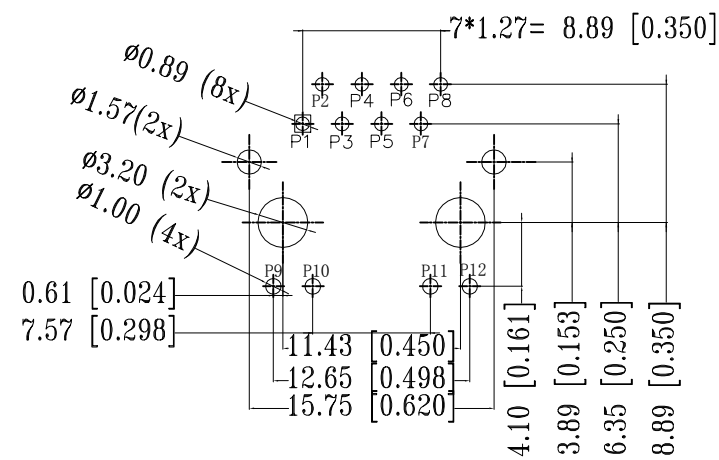 7*1.27= 8.89 [0.350]
ø0.89 (8x)
P2 P4 P6 P8
ø1.57(2x)
P1 P3 P5 P7
ø3.20 (2x)
ø1.00 (4x)
P9 P10 P11 P12
0.61 [0.024]
7.57 [0.298]
11.43 [0.450]
12.65 [0.498]
15.75 [0.620]
4.10 [0.161]
3.89 [0.153]
6.35 [0.250]
8.89 [0.350]